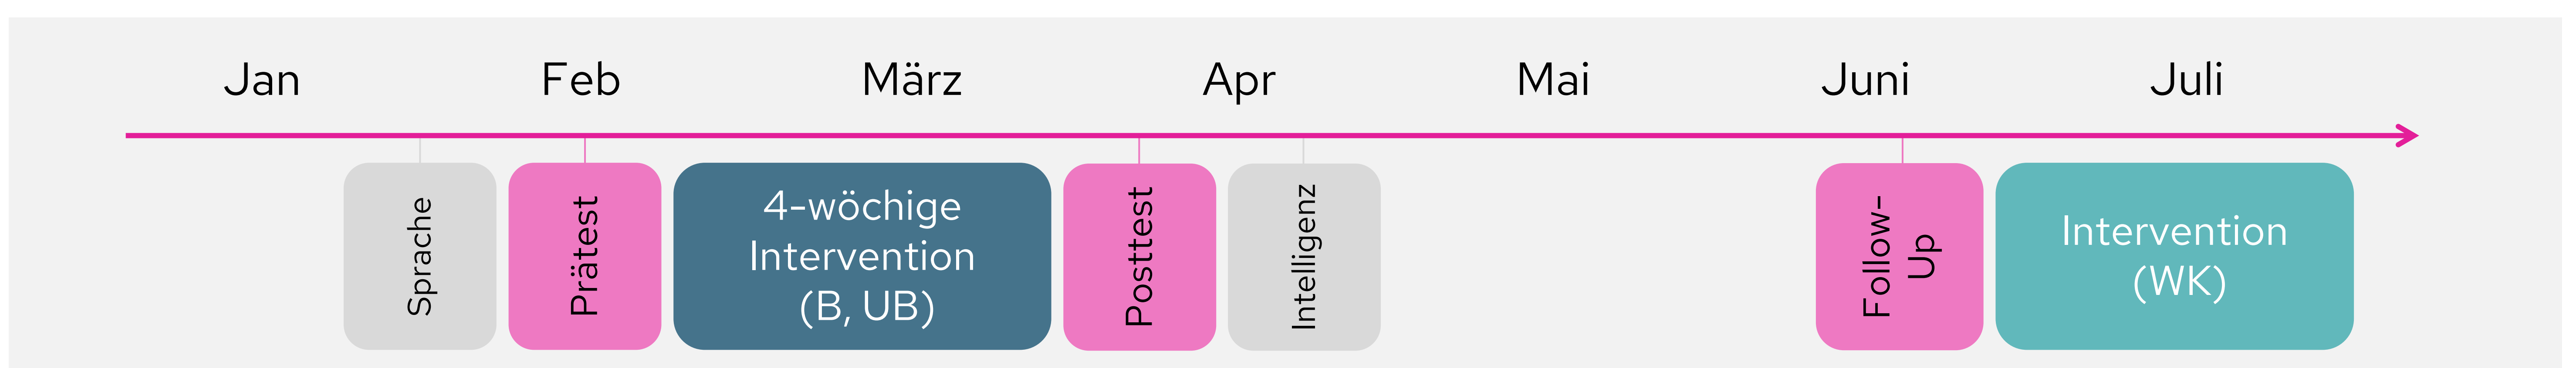 Jan Feb März Apr Mai Juni Juli
Sprache
Prätest
4-wöchige
Intervention
(B, UB)
Posttest
Intelligenz
Follow-
Up
Intervention
(WK)